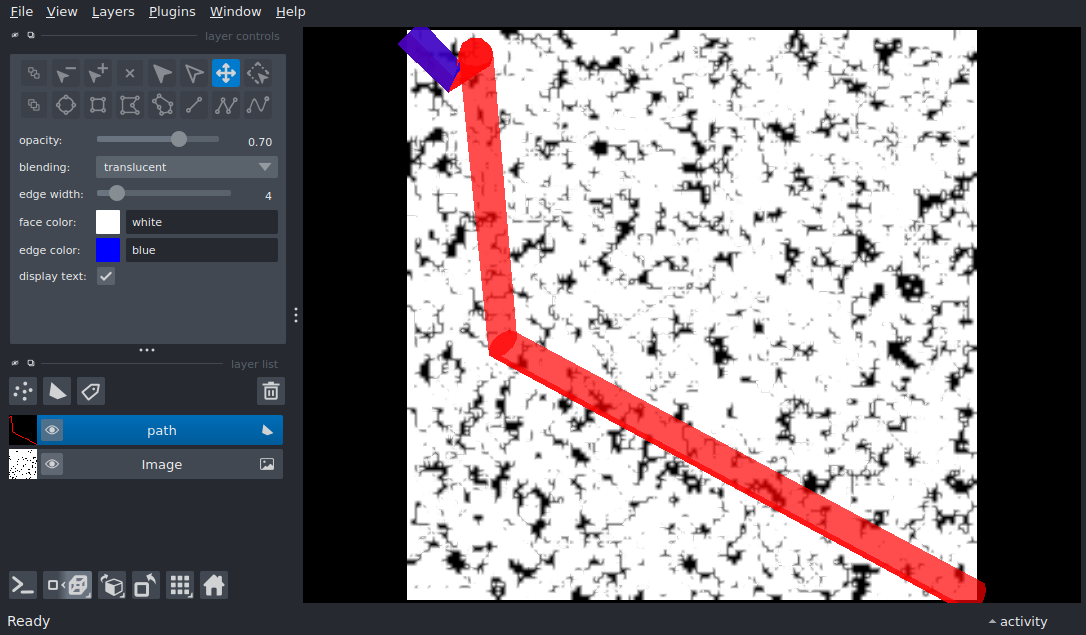 File View Layers Plugins Window Help
layer controls
opacity: 0.70
blending: translucent
edge width: 4
face color: white
edge color: blue
display text:
layer list
path
Image
Ready activity